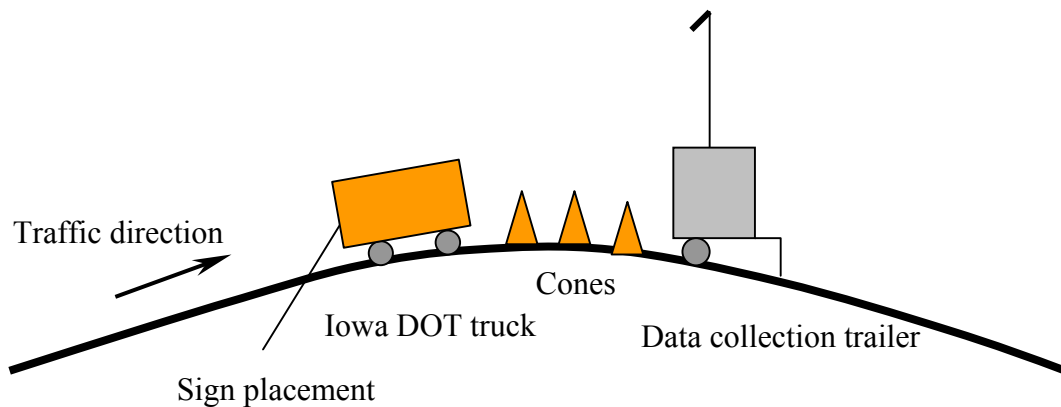 Traffic direction
Cones
Iowa DOT truck
Data collection trailer
Sign placement